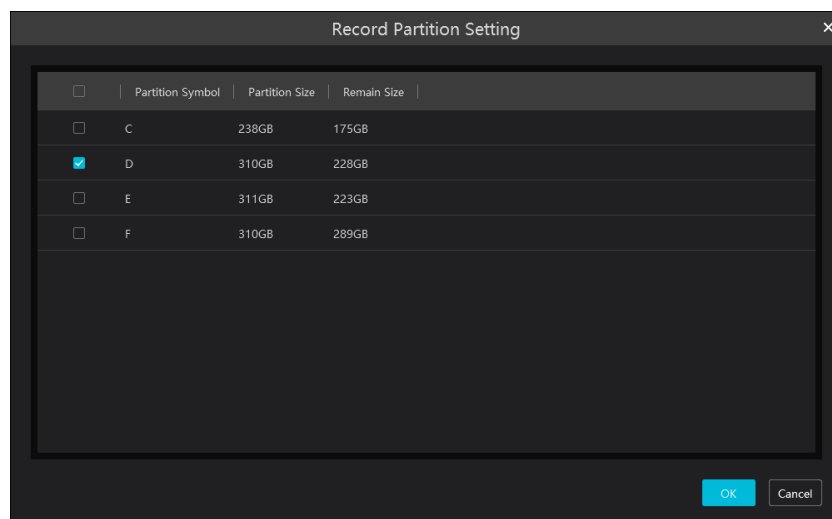 Record Partition Setting
Partition Symbol Partition Size Remain Size
C 238GB 175GB
D 310GB 228GB
E 311GB 223GB
F 310GB 289GB
OK Cancel